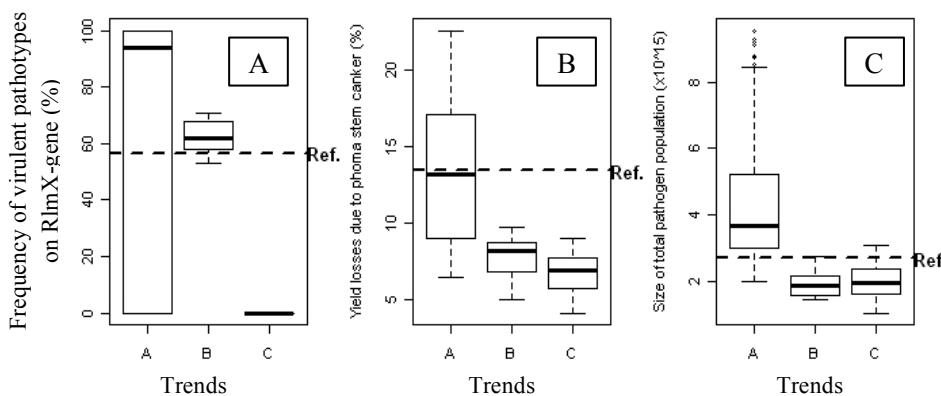 Frequency of virulent pathotypes
on RlmX-gene (%)
100
80
60
40
20
0
A
Ref.
A B C
Trends
Yield losses due to phoma stem canker (%)
20
15
10
5
B
Ref.
A B C
Trends
Size of total pathogen population (x10^15)
8
6
4
2
C
Ref
A B C
Trends